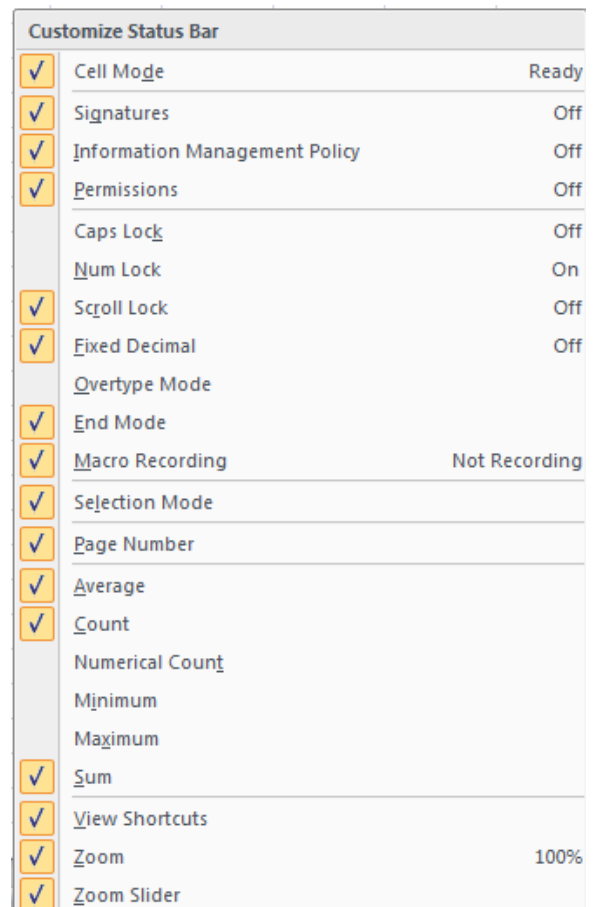 Customize Status Bar
Cell Mode Ready
Signatures Off
Information Management Policy Off
Permissions Off
Caps Lock Off
Num Lock On
Scroll Lock Off
Fixed Decimal Off
Overtype Mode
End Mode
Macro Recording Not Recording
Selection Mode
Page Number
Average
Count
Numerical Count
Minimum
Maximum
Sum
View Shortcuts
Zoom 100%
Zoom Slider